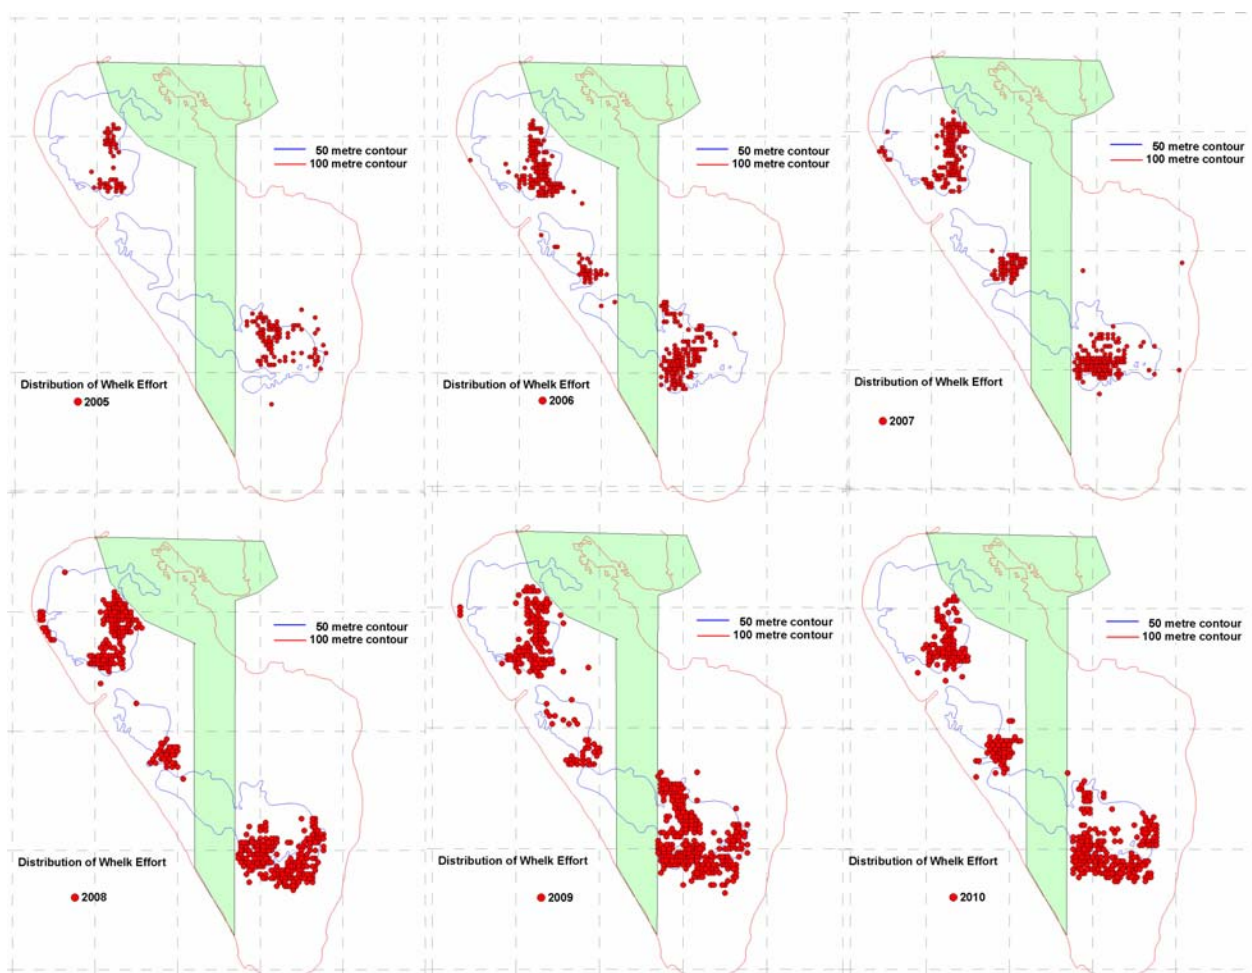 50 metre contour
100 metre contour
Distribution of Whelk Effort
2005
50 metre contour
100 metre contour
Distribution of Whelk Effort
2006
50 metre contour
100 metre contour
Distribution of Whelk Effort
2007
50 metre contour
100 metre contour
Distribution of Whelk Effort
2008
50 metre contour
100 metre contour
Distribution of Whelk Effort
2009
50 metre contour
100 metre contour
Distribution of Whelk Effort
2010